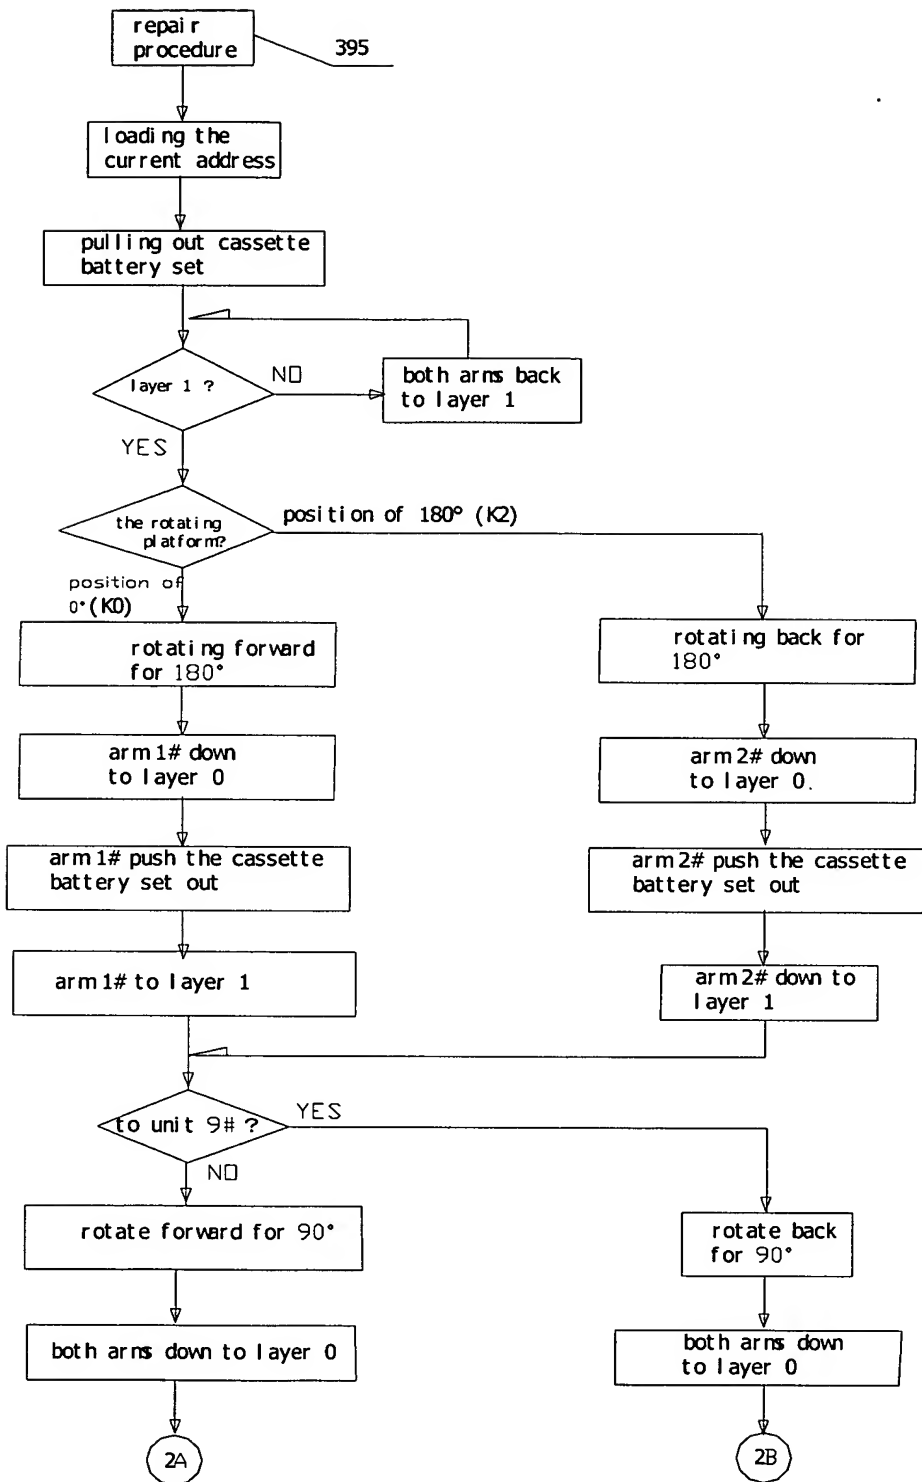 repair
procedure
395
loading the
current address
pulling out cassette
battery set
layer 1 ?
NO
both arms back
to layer 1
YES
the rotating
platform?
position of 180° (K2)
position of
0° (K0)
rotating forward
for 180°
rotating back for
180°
arm 1# down
to layer 0
arm 2# down
to layer 0.
arm 1# push the cassette
battery set out
arm 2# push the cassette
battery set out
arm 1# to layer 1
arm 2# down to
layer 1
to unit 9# ?
YES
NO
rotate forward for 90°
rotate back
for 90°
both arms down to layer 0
both arms down
to layer 0
2A
2B